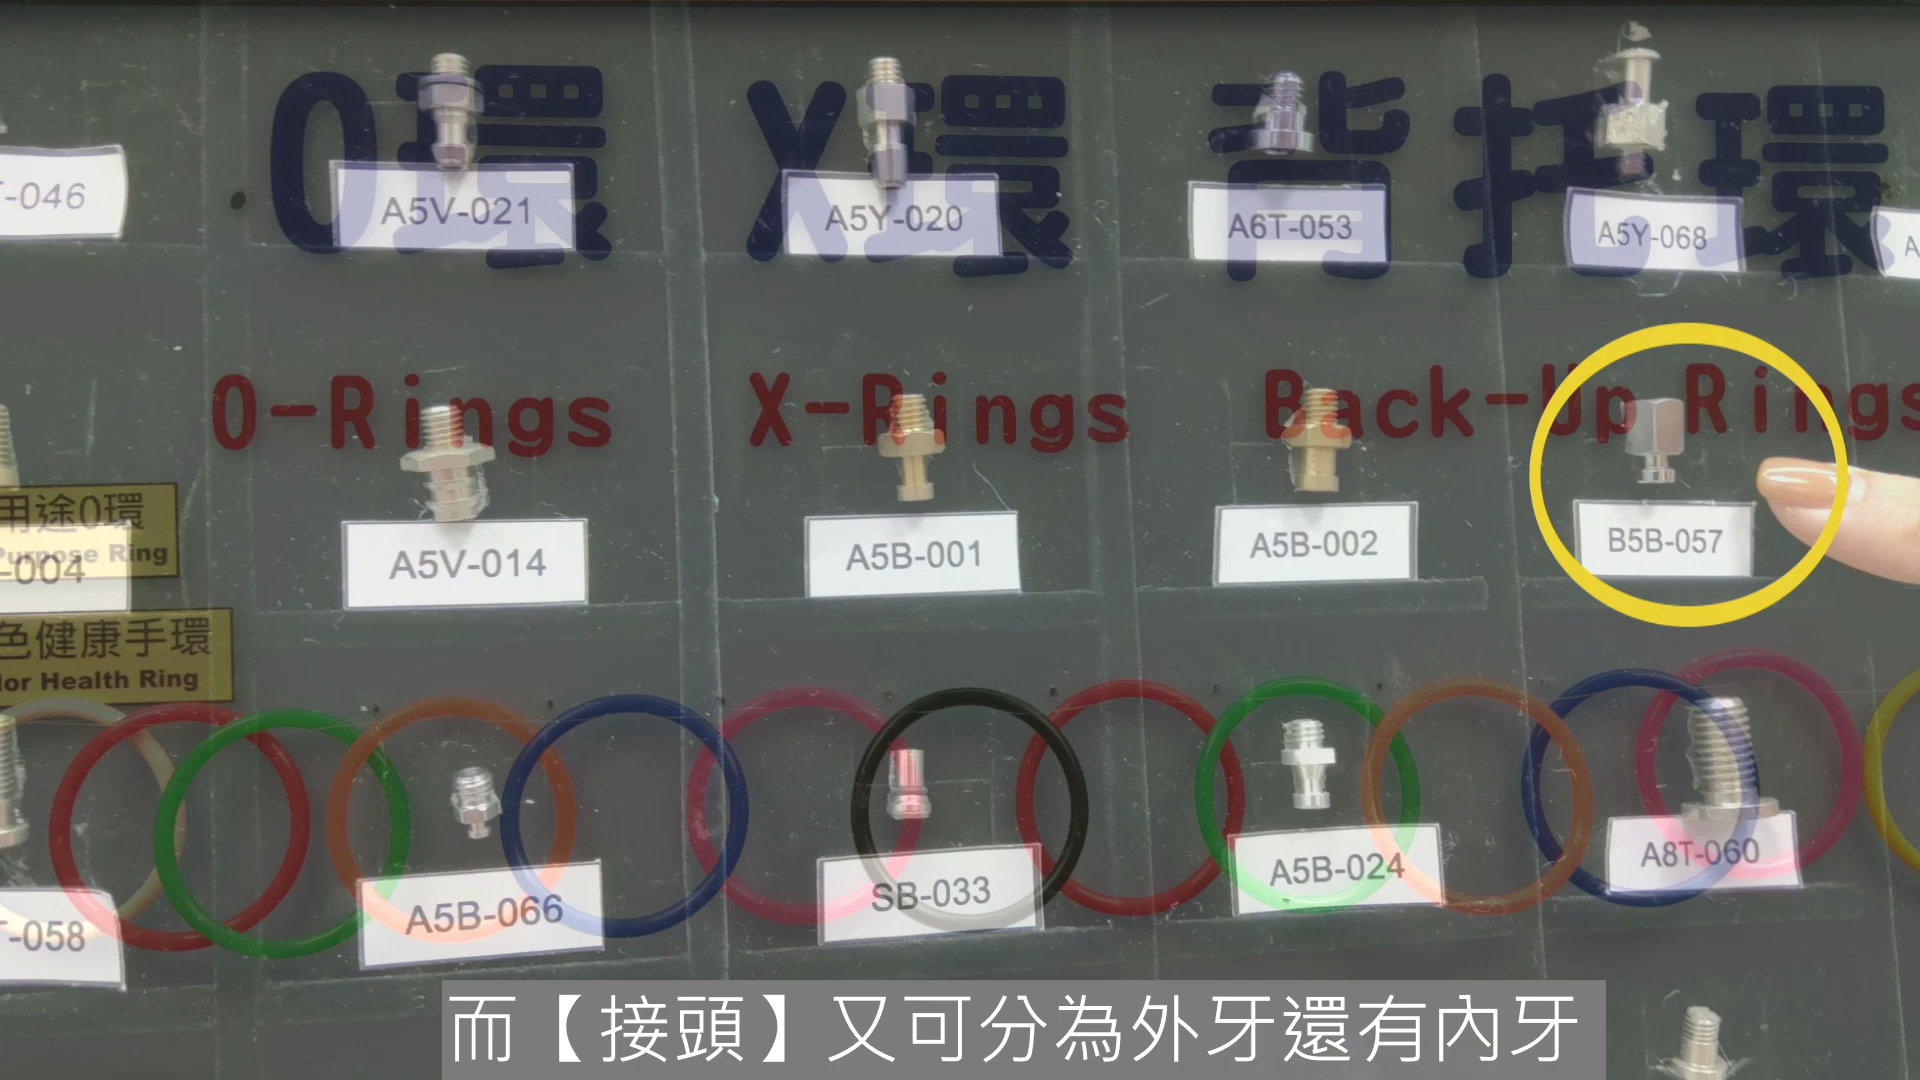 O環 X環 背托環
T-046 A5V-021 A5Y-020 A6T-053 A5Y-068
O-Rings X-Rings Back-Up Rings
用途O環
Purpose Ring
-004 A5V-014 A5B-001 A5B-002 B5B-057
色健康手環
lor Health Ring
T-058 A5B-066 SB-033 A5B-024 A8T-060
而【接頭】又可分為外牙還有內牙